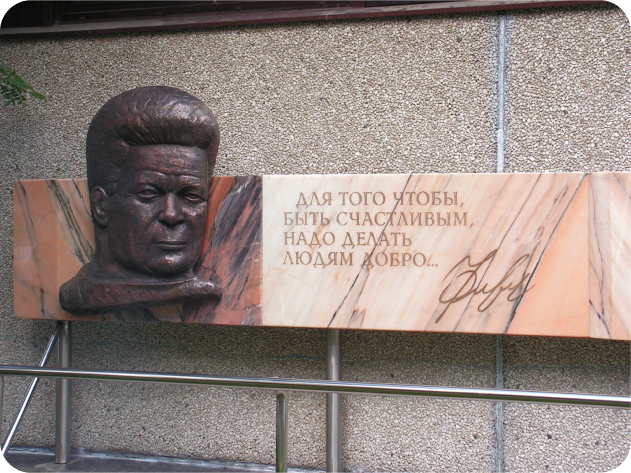 ДЛЯ ТОГО ЧТОБЫ,
БЫТЬ СЧАСТЛИВЫМ,
НАДО ДЕЛАТЬ
ЛЮДЯМ ДОБРО...